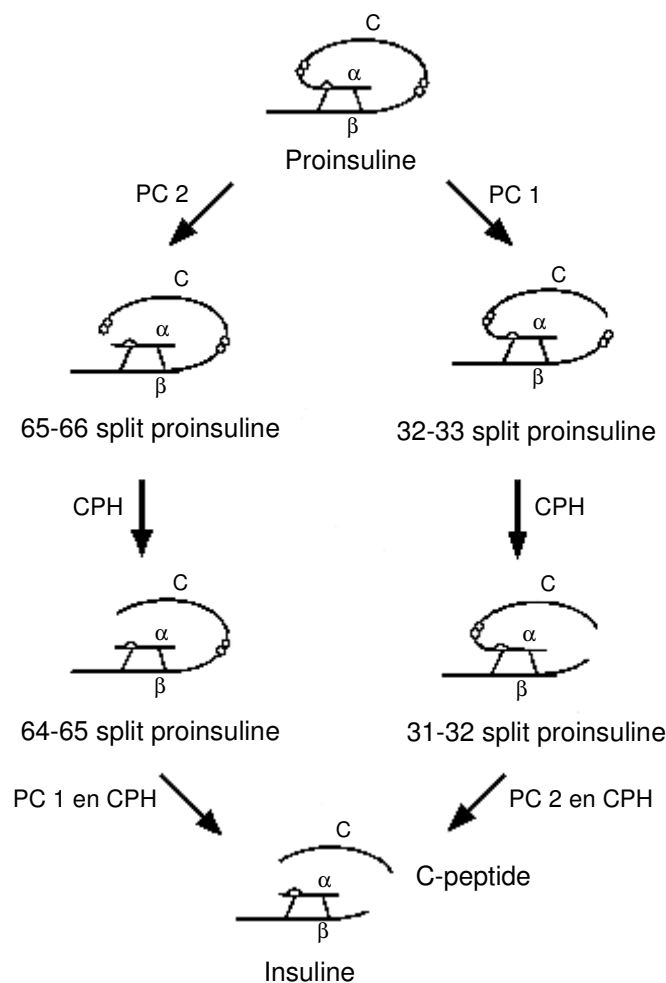 C
α
β
Proinsuline
PC 2
PC 1
C
α
β
65-66 split proinsuline
C
α
β
32-33 split proinsuline
CPH
CPH
C
α
β
64-65 split proinsuline
C
α
β
31-32 split proinsuline
PC 1 en CPH
PC 2 en CPH
C
C-peptide
α
β
Insuline